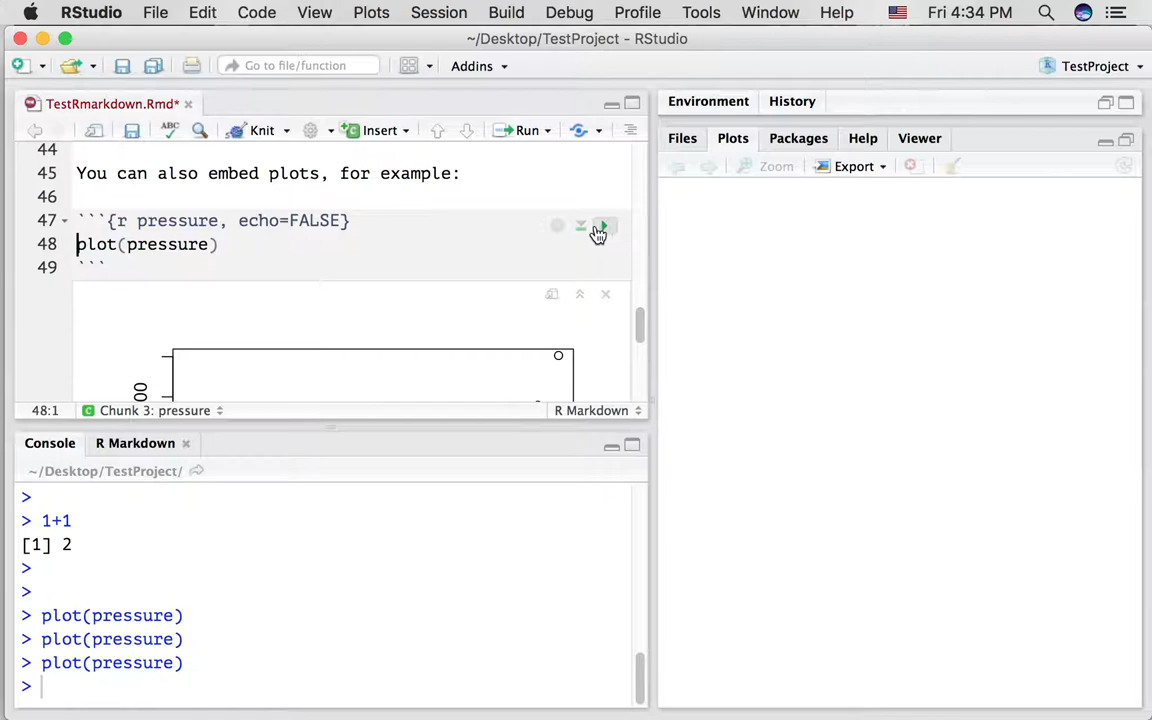 RStudio File Edit Code View Plots Session Build Debug Profile Tools Window Help Fri 4:34 PM
~/Desktop/TestProject - RStudio
Go to file/function Addins TestProject
TestRmarkdown.Rmd*
ABC Knit Insert Run
44
45 You can also embed plots, for example:
46
47 ```{r pressure, echo=FALSE}
48 plot(pressure)
49 ```
00
48:1 C Chunk 3: pressure R Markdown
Console R Markdown
~/Desktop/TestProject/
>
> 1+1
[1] 2
>
>
> plot(pressure)
> plot(pressure)
> plot(pressure)
>
Environment History
Files Plots Packages Help Viewer
Zoom Export